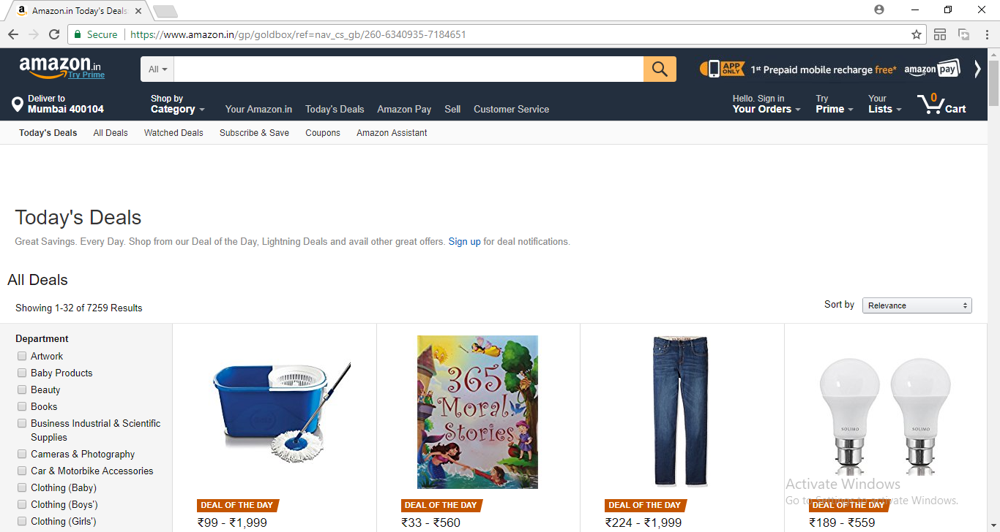 Amazon.in Today's Deals
Secure
https://www.amazon.in/gp/goldbox/ref=nav_cs_gb/260-6340935-7184651
amazon.in
Try Prime
All
APP ONLY
1st Prepaid mobile recharge free*
amazon pay
Deliver to
Mumbai 400104
Shop by
Category
Your Amazon.in
Today's Deals
Amazon Pay
Sell
Customer Service
Hello. Sign in
Your Orders
Try
Prime
Your
Lists
0
Cart
Today's Deals
All Deals
Watched Deals
Subscribe & Save
Coupons
Amazon Assistant
Today's Deals
Great Savings. Every Day. Shop from our Deal of the Day, Lightning Deals and avail other great offers. Sign up for deal notifications.
All Deals
Showing 1-32 of 7259 Results
Sort by
Relevance
Department
Artwork
Baby Products
Beauty
Books
Business Industrial & Scientific
Supplies
Cameras & Photography
Car & Motorbike Accessories
Clothing (Baby)
Clothing (Boys')
Clothing (Girls')
DEAL OF THE DAY
₹99 - ₹1,999
365
Moral
Stories
DEAL OF THE DAY
₹33 - ₹560
DEAL OF THE DAY
₹224 - ₹1,999
SOLIMO
SOLIMO
DEAL OF THE DAY
₹189 - ₹559
Activate Windows
Go to Settings to activate Windows.